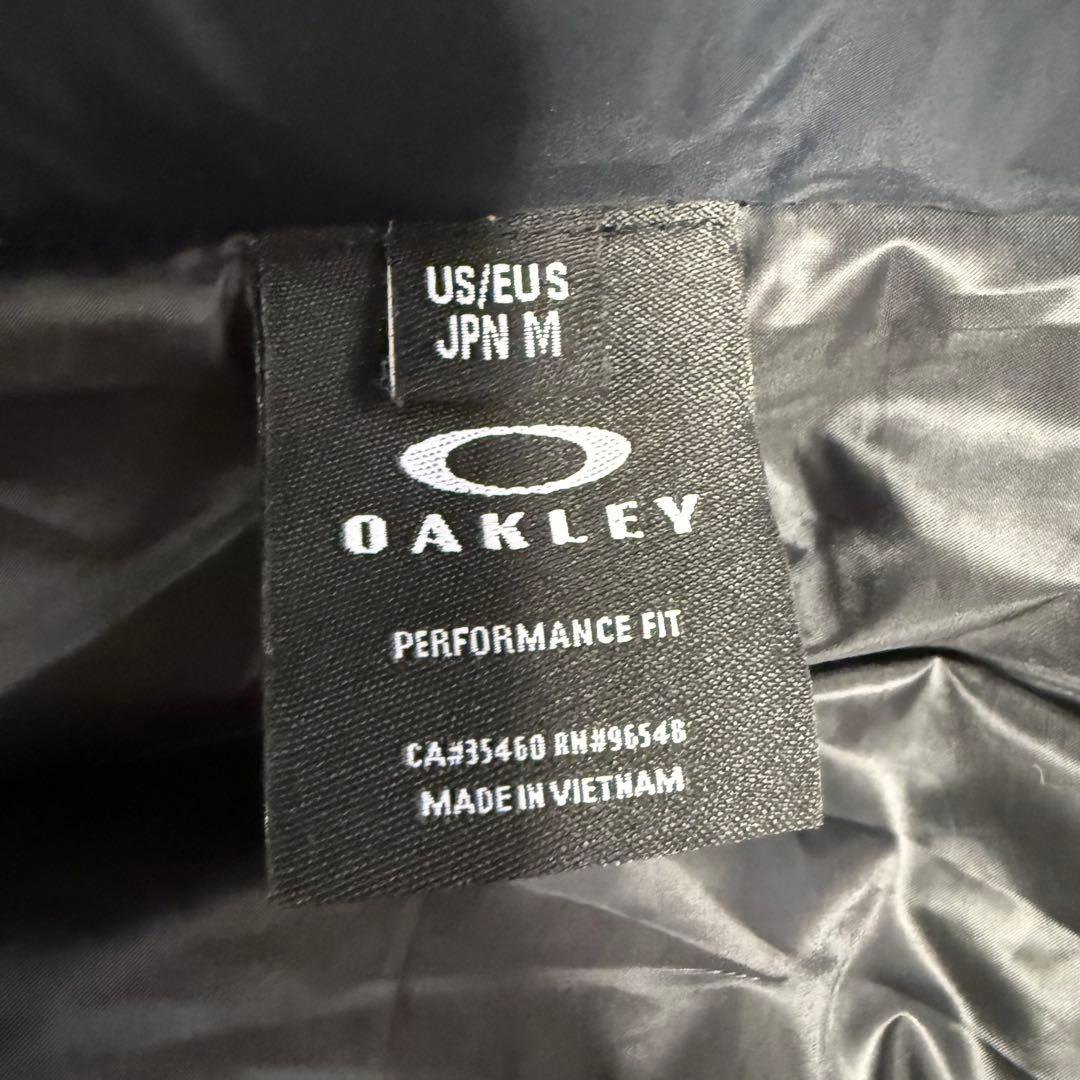 US/EU S
JPN M
OAKLEY
PERFORMANCE FIT
CA#35460 RN#96548
MADE IN VIETNAM